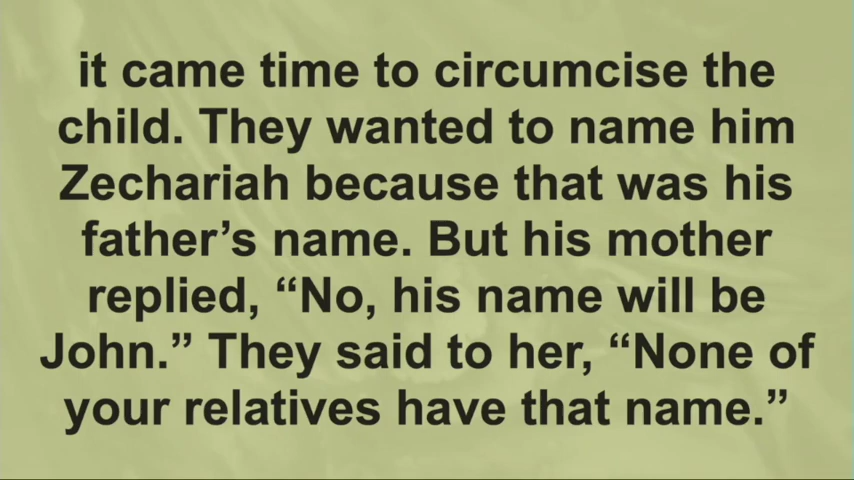 it came time to circumcise the
child. They wanted to name him
Zechariah because that was his
father’s name. But his mother
replied, “No, his name will be
John.” They said to her, “None of
your relatives have that name.”